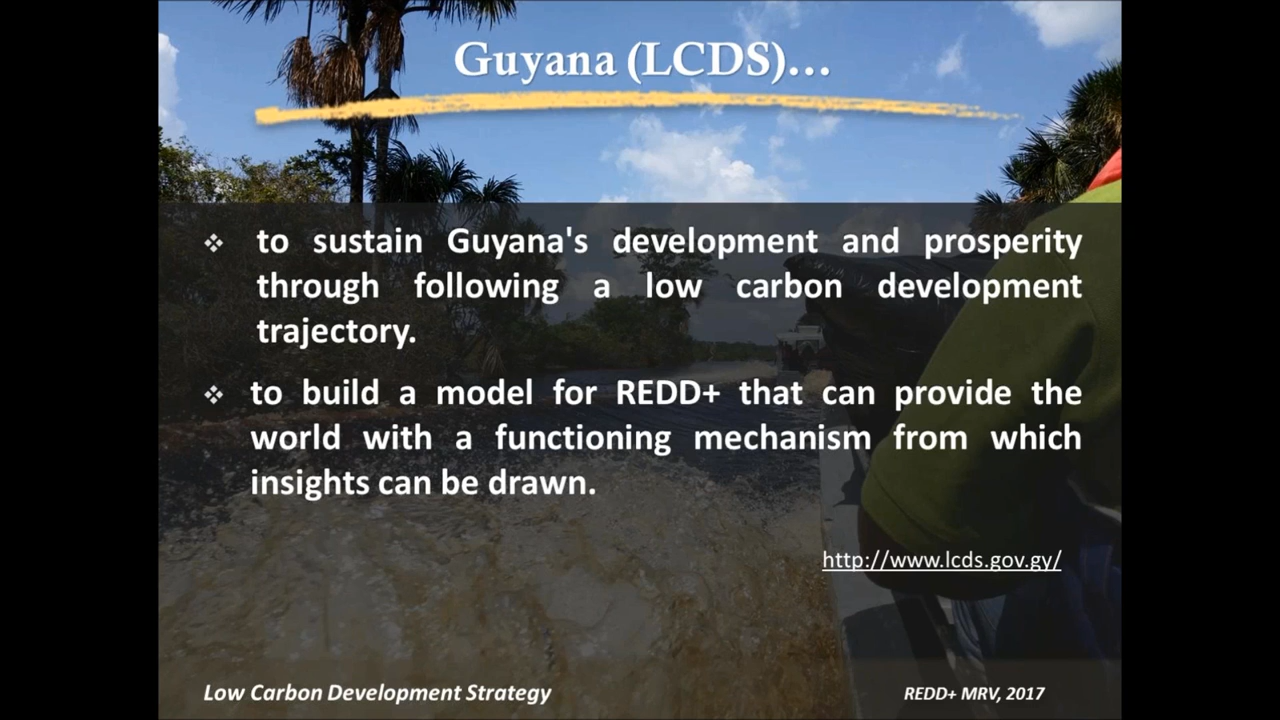 Guyana (LCDS)...
❖ to sustain Guyana's development and prosperity
through following a low carbon development
trajectory.
❖ to build a model for REDD+ that can provide the
world with a functioning mechanism from which
insights can be drawn.
http://www.lcds.gov.gy/
Low Carbon Development Strategy
REDD+ MRV, 2017